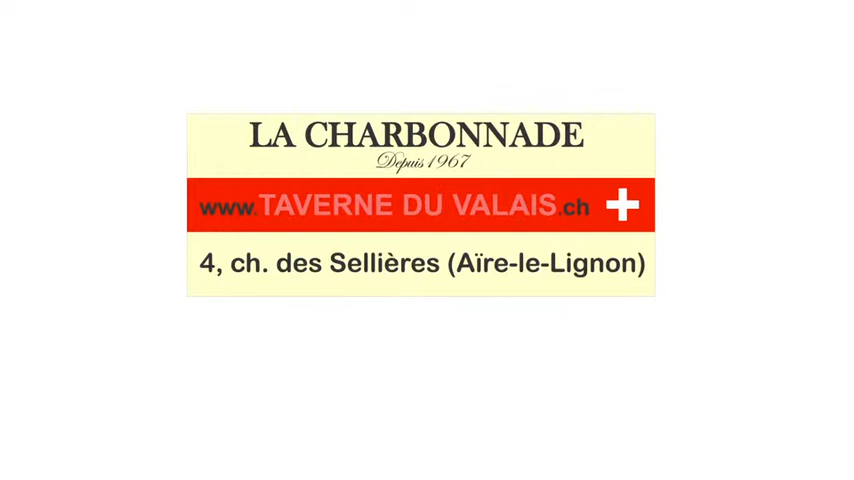 LA CHARBONNADE
Depuis 1967
www.TAVERNE DU VALAIS.ch
4, ch. des Sellières (Aïre-le-Lignon)